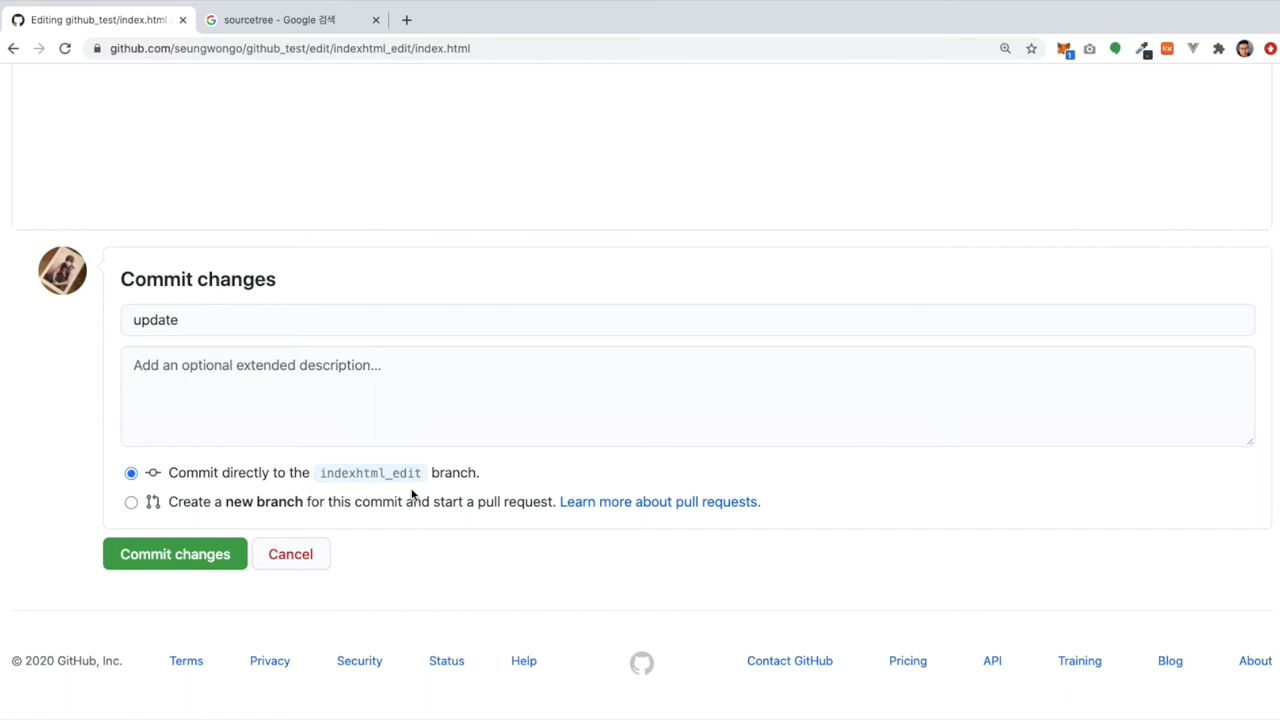 Editing github_test/index.html
sourcetree - Google 검색
github.com/seungwongo/github_test/edit/indexhtml_edit/index.html
1
Commit changes
update
Add an optional extended description...
Commit directly to the indexhtml_edit branch.
Create a new branch for this commit and start a pull request. Learn more about pull requests.
Commit changes
Cancel
© 2020 GitHub, Inc.
Terms
Privacy
Security
Status
Help
Contact GitHub
Pricing
API
Training
Blog
About